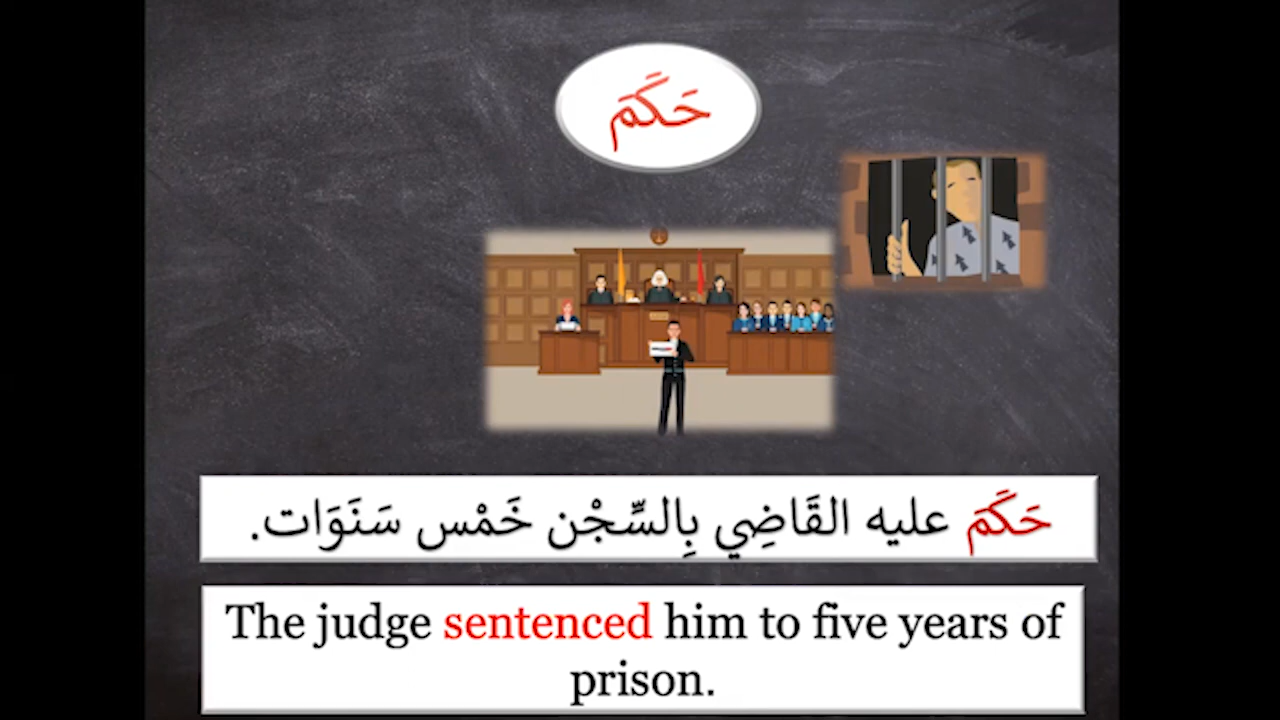 حَكَمَ
حَكَمَ عليه القَاضِي بِالسِّجْن خَمْس سَنَوَات.
The judge sentenced him to five years of
prison.